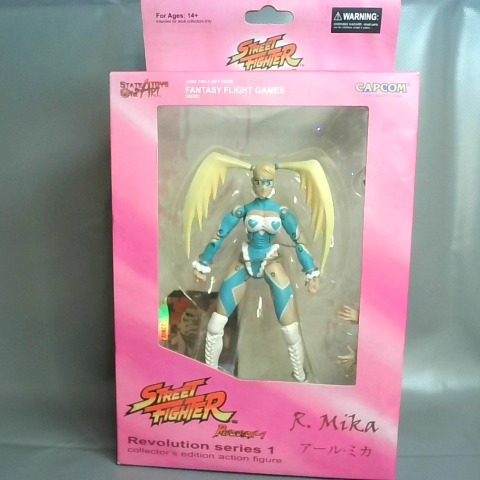 For Ages: 14+
WARNING:
STREET
FIGHTER
FANTASY FLIGHT GAMES
CAPCOM
STREET
FIGHTER
Revolution series 1
collector's edition action figure
R. Mika
アール・ミカ